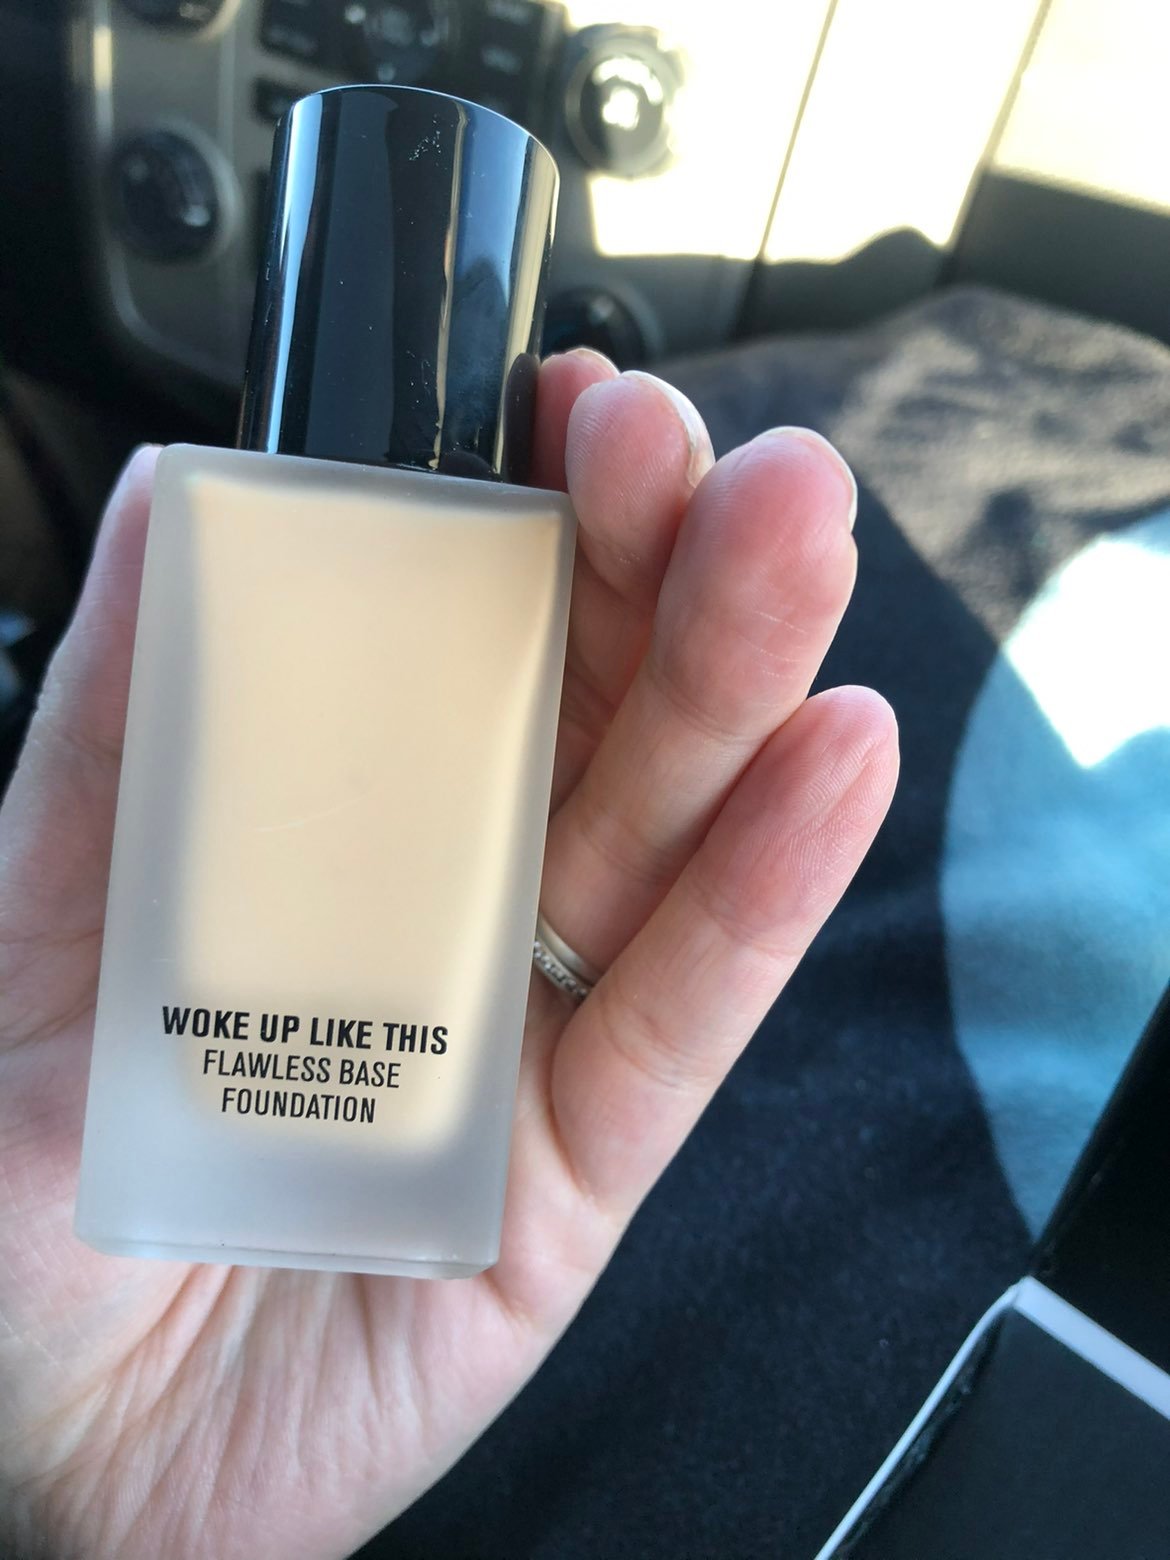 WOKE UP LIKE THIS
FLAWLESS BASE
FOUNDATION